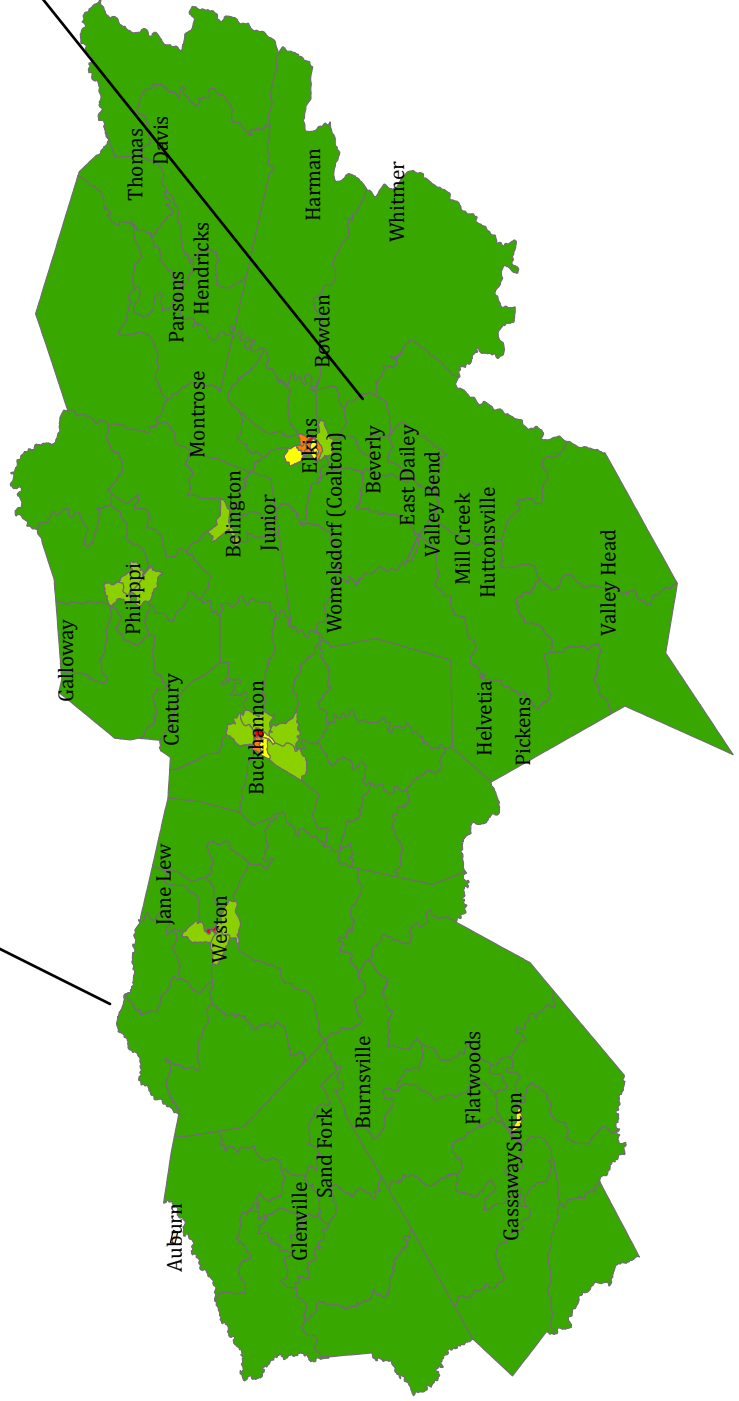 Auburn
Glenville
Sand Fork
Gassaway
Sutton
Flatwoods
Burnsville
Jane Lew
Weston
Buckhannon
Century
Galloway
Philippi
Belington
Junior
Montrose
Parsons
Hendricks
Thomas
Davis
Harman
Whitmer
Bowden
Elkins
Womelsdorf (Coalton)
Beverly
East Dailey
Valley Bend
Mill Creek
Huttonsville
Valley Head
Helvetia
Pickens